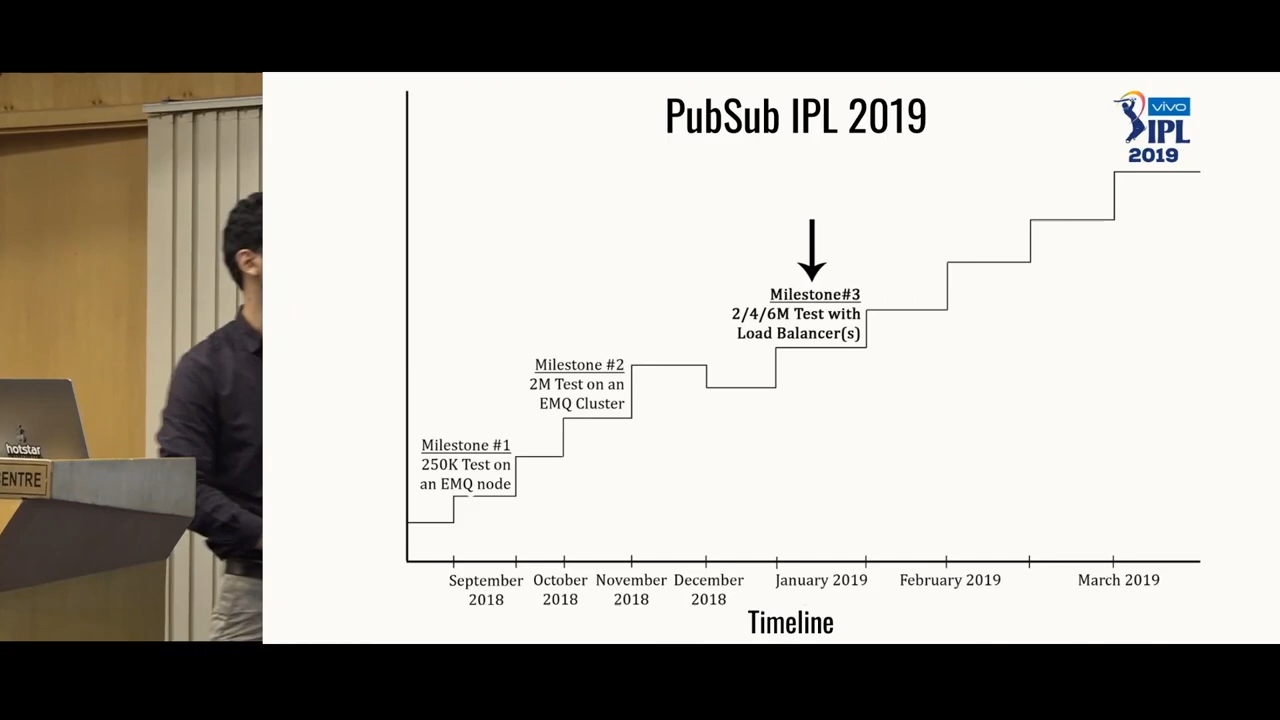 PubSub IPL 2019
vivo
IPL
2019
Milestone#3
2/4/6M Test with
Load Balancer(s)
Milestone #2
2M Test on an
EMQ Cluster
Milestone #1
250K Test on
an EMQ node
hotstar
ENTRE
September
2018
October
2018
November
2018
December
2018
January 2019
February 2019
March 2019
Timeline